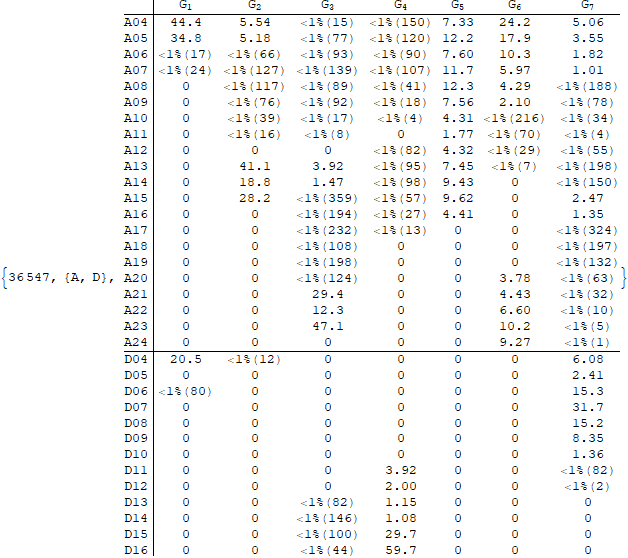 G1 G2 G3 G4 G5 G6 G7
A04 44.4 5.54 <1%(15) <1%(150) 7.33 24.2 5.06
A05 34.8 5.18 <1%(77) <1%(120) 12.2 17.9 3.55
A06 <1%(17) <1%(66) <1%(93) <1%(90) 7.60 10.3 1.82
A07 <1%(24) <1%(127) <1%(139) <1%(107) 11.7 5.97 1.01
A08 0 <1%(117) <1%(89) <1%(41) 12.3 4.29 <1%(188)
A09 0 <1%(76) <1%(92) <1%(18) 7.56 2.10 <1%(78)
A10 0 <1%(39) <1%(17) <1%(4) 4.31 <1%(216) <1%(34)
A11 0 <1%(16) <1%(8) 0 1.77 <1%(70) <1%(4)
A12 0 0 0 <1%(82) 4.32 <1%(29) <1%(55)
A13 0 41.1 3.92 <1%(95) 7.45 <1%(7) <1%(198)
A14 0 18.8 1.47 <1%(98) 9.43 0 <1%(150)
A15 0 28.2 <1%(359) <1%(57) 9.62 0 2.47
A16 0 0 <1%(194) <1%(27) 4.41 0 1.35
A17 0 0 <1%(232) <1%(13) 0 0 <1%(324)
A18 0 0 <1%(108) 0 0 0 <1%(197)
A19 0 0 <1%(198) 0 0 0 <1%(132)
{36547, {A, D}, A20 0 0 <1%(124) 0 0 3.78 <1%(63) }
A21 0 0 29.4 0 0 4.43 <1%(32)
A22 0 0 12.3 0 0 6.60 <1%(10)
A23 0 0 47.1 0 0 10.2 <1%(5)
A24 0 0 0 0 0 9.27 <1%(1)
D04 20.5 <1%(12) 0 0 0 0 6.08
D05 0 0 0 0 0 0 2.41
D06 <1%(80) 0 0 0 0 0 15.3
D07 0 0 0 0 0 0 31.7
D08 0 0 0 0 0 0 15.2
D09 0 0 0 0 0 0 8.35
D10 0 0 0 0 0 0 1.36
D11 0 0 0 3.92 0 0 <1%(82)
D12 0 0 0 2.00 0 0 <1%(2)
D13 0 0 <1%(82) 1.15 0 0 0
D14 0 0 <1%(146) 1.08 0 0 0
D15 0 0 <1%(100) 29.7 0 0 0
D16 0 0 <1%(44) 59.7 0 0 0